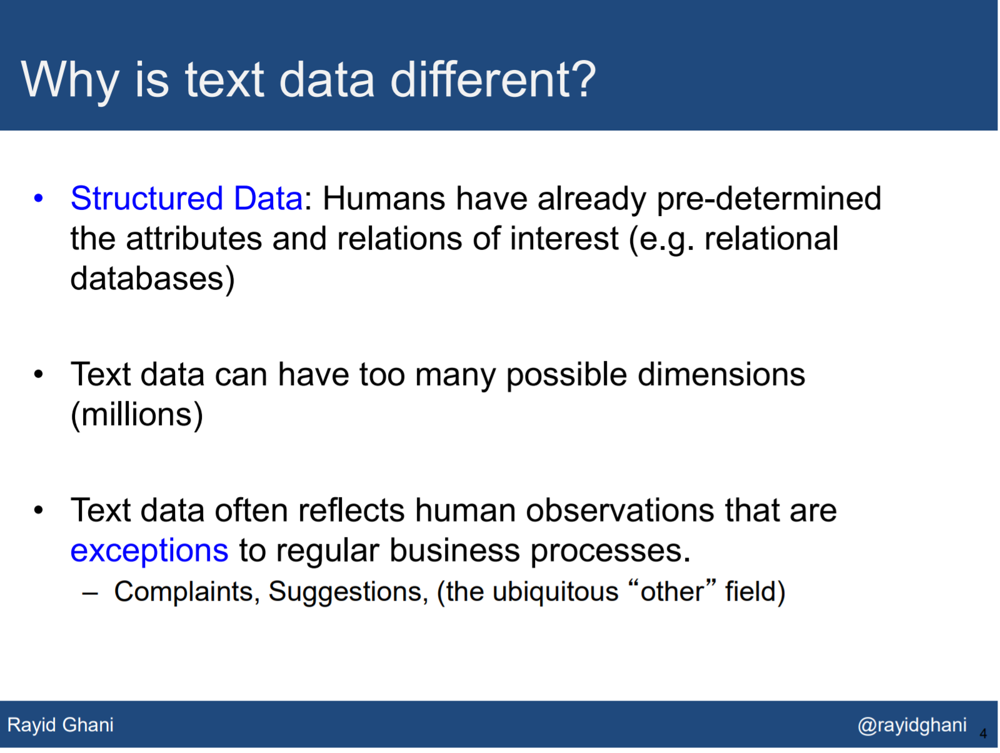 Why is text data different?
• Structured Data: Humans have already pre-determined
the attributes and relations of interest (e.g. relational
databases)
• Text data can have too many possible dimensions
(millions)
• Text data often reflects human observations that are
exceptions to regular business processes.
– Complaints, Suggestions, (the ubiquitous “other” field)
Rayid Ghani
@rayidghani
4